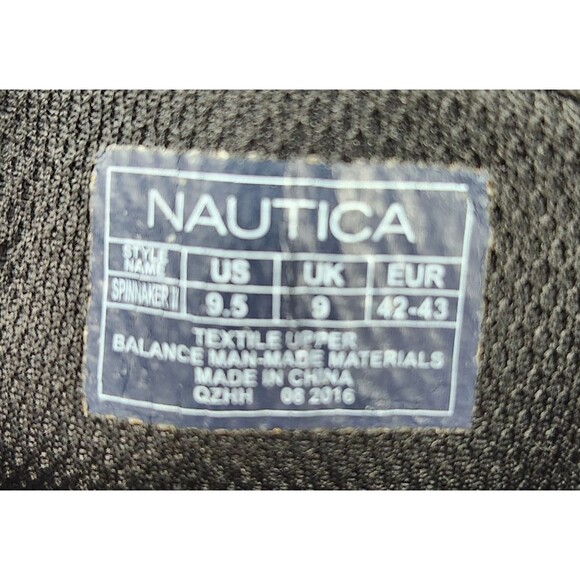 NAUTICA
STYLE NAME US UK EUR
SPINNAKER II 9.5 9 42-43
TEXTILE UPPER
BALANCE MAN-MADE MATERIALS
MADE IN CHINA
QZHH 08 2016